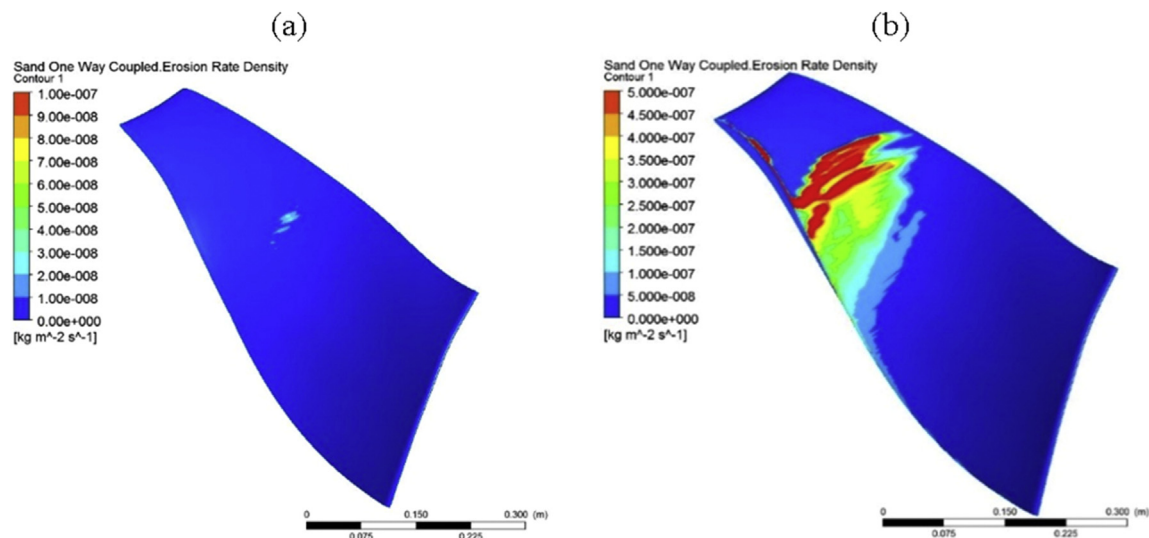 (a)
Sand One Way Coupled.Erosion Rate Density
Contour 1
1.00e-007
9.00e-008
8.00e-008
7.00e-008
6.00e-008
5.00e-008
4.00e-008
3.00e-008
2.00e-008
1.00e-008
0.00e+000
[kg m^-2 s^-1]
0 0.150 0.300 (m)
0.075 0.225
(b)
Sand One Way Coupled.Erosion Rate Density
Contour 1
5.000e-007
4.500e-007
4.000e-007
3.500e-007
3.000e-007
2.500e-007
2.000e-007
1.500e-007
1.000e-007
5.000e-008
0.000e+000
[kg m^-2 s^-1]
0 0.150 0.300 (m)
0.075 0.225